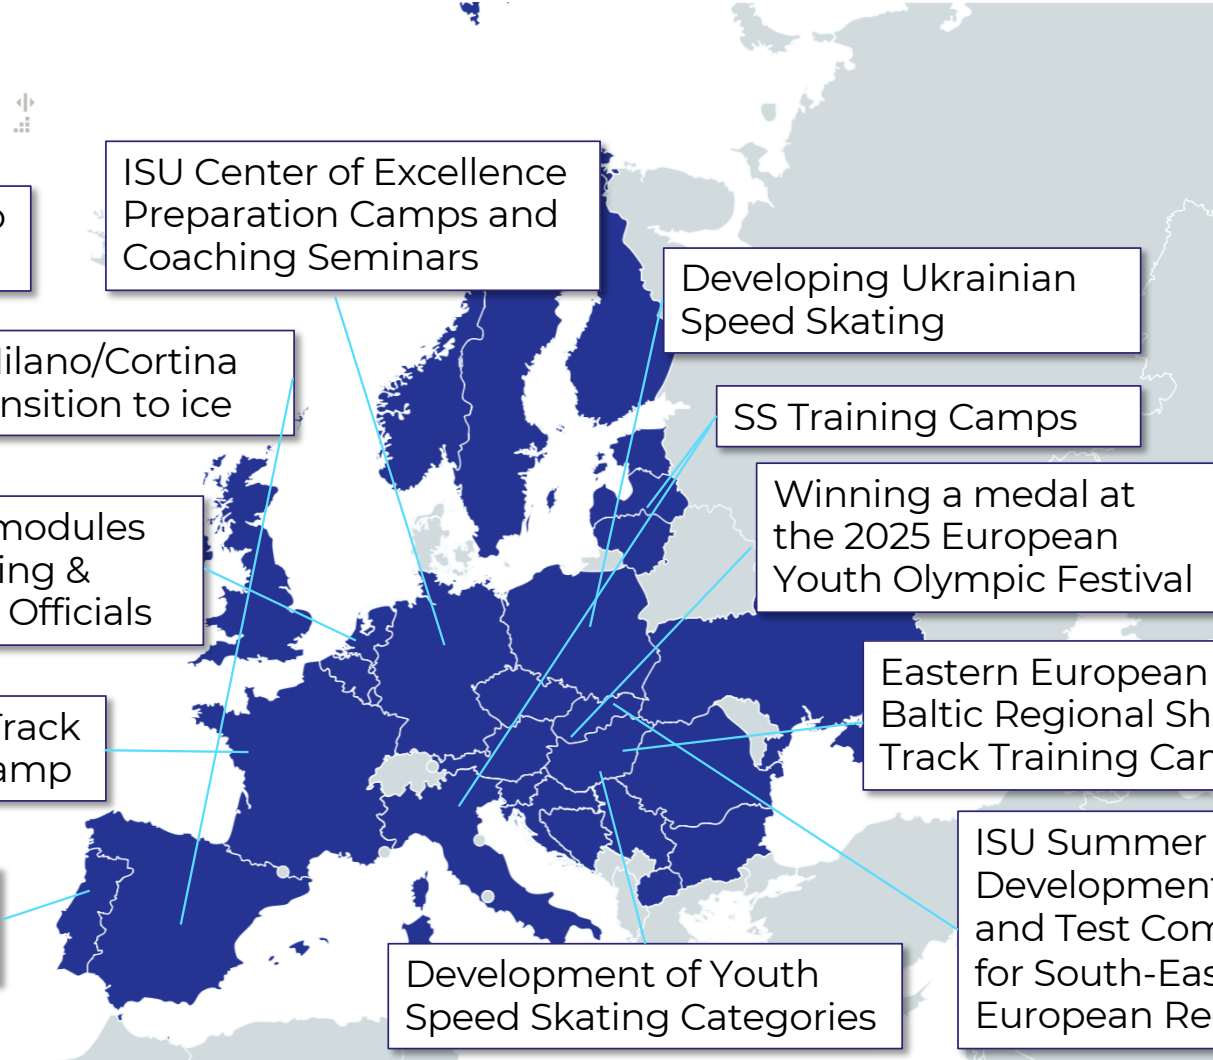 ISU Center of Excellence
Preparation Camps and
Coaching Seminars
Developing Ukrainian
Speed Skating
ilano/Cortina
nsition to ice
SS Training Camps
Winning a medal at
the 2025 European
Youth Olympic Festival
modules
ing &
Officials
Eastern European
Baltic Regional Sh
Track Training Cam
rack
amp
ISU Summer
Development
and Test Com
for South-Eas
European Re
Development of Youth
Speed Skating Categories